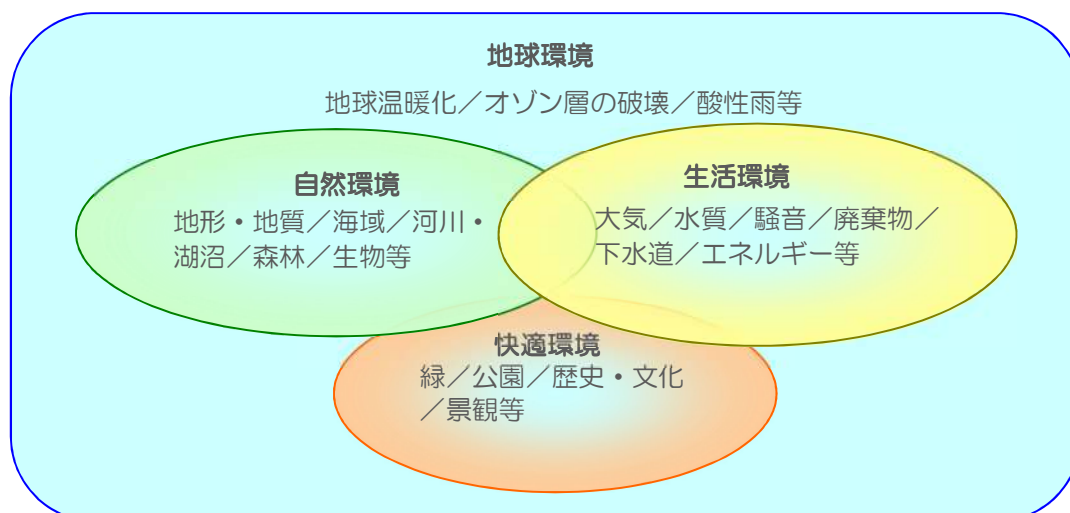 地球環境
地球温暖化／オゾン層の破壊／酸性雨等
自然環境
地形・地質／海域／河川・
湖沼／森林／生物等
生活環境
大気／水質／騒音／廃棄物／
下水道／エネルギー等
快適環境
緑／公園／歴史・文化
／景観等